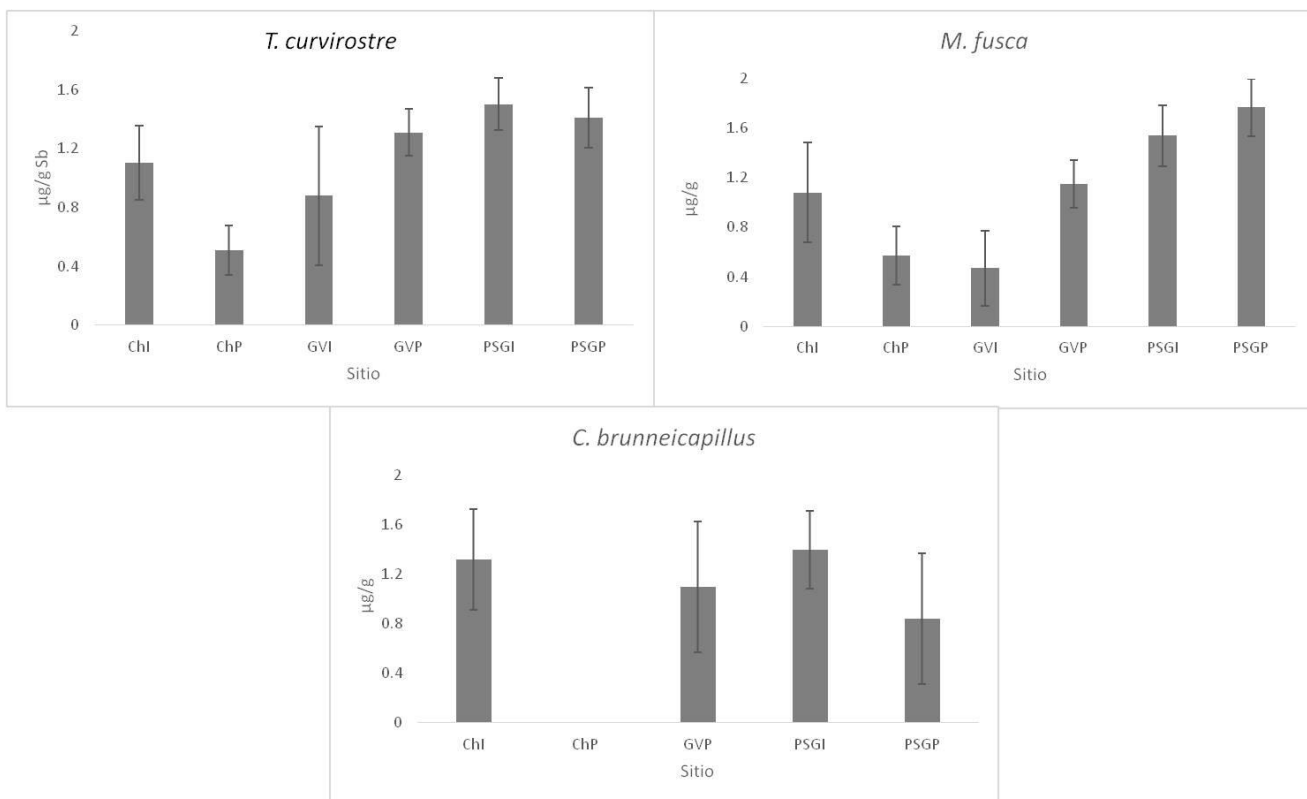 T. curvirostre
2
1.6
1.2
0.8
0.4
0
µg/g Sb
ChI ChP GVI GVP PSGI PSGP
Sitio
M. fusca
2
1.6
1.2
0.8
0.4
0
µg/g
ChI ChP GVI GVP PSGI PSGP
Sitio
C. brunneicapillus
2
1.6
1.2
0.8
0.4
0
µg/g
ChI ChP GVP PSGI PSGP
Sitio